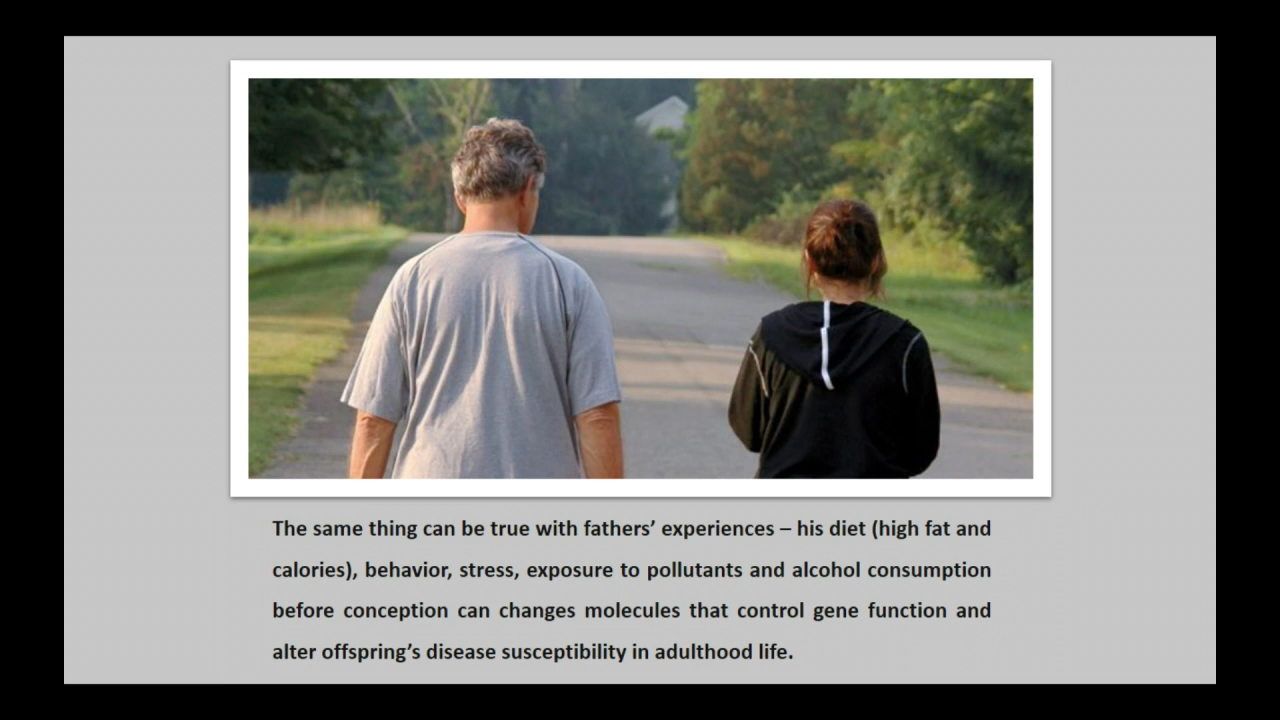 The same thing can be true with fathers’ experiences – his diet (high fat and
calories), behavior, stress, exposure to pollutants and alcohol consumption
before conception can changes molecules that control gene function and
alter offspring’s disease susceptibility in adulthood life.